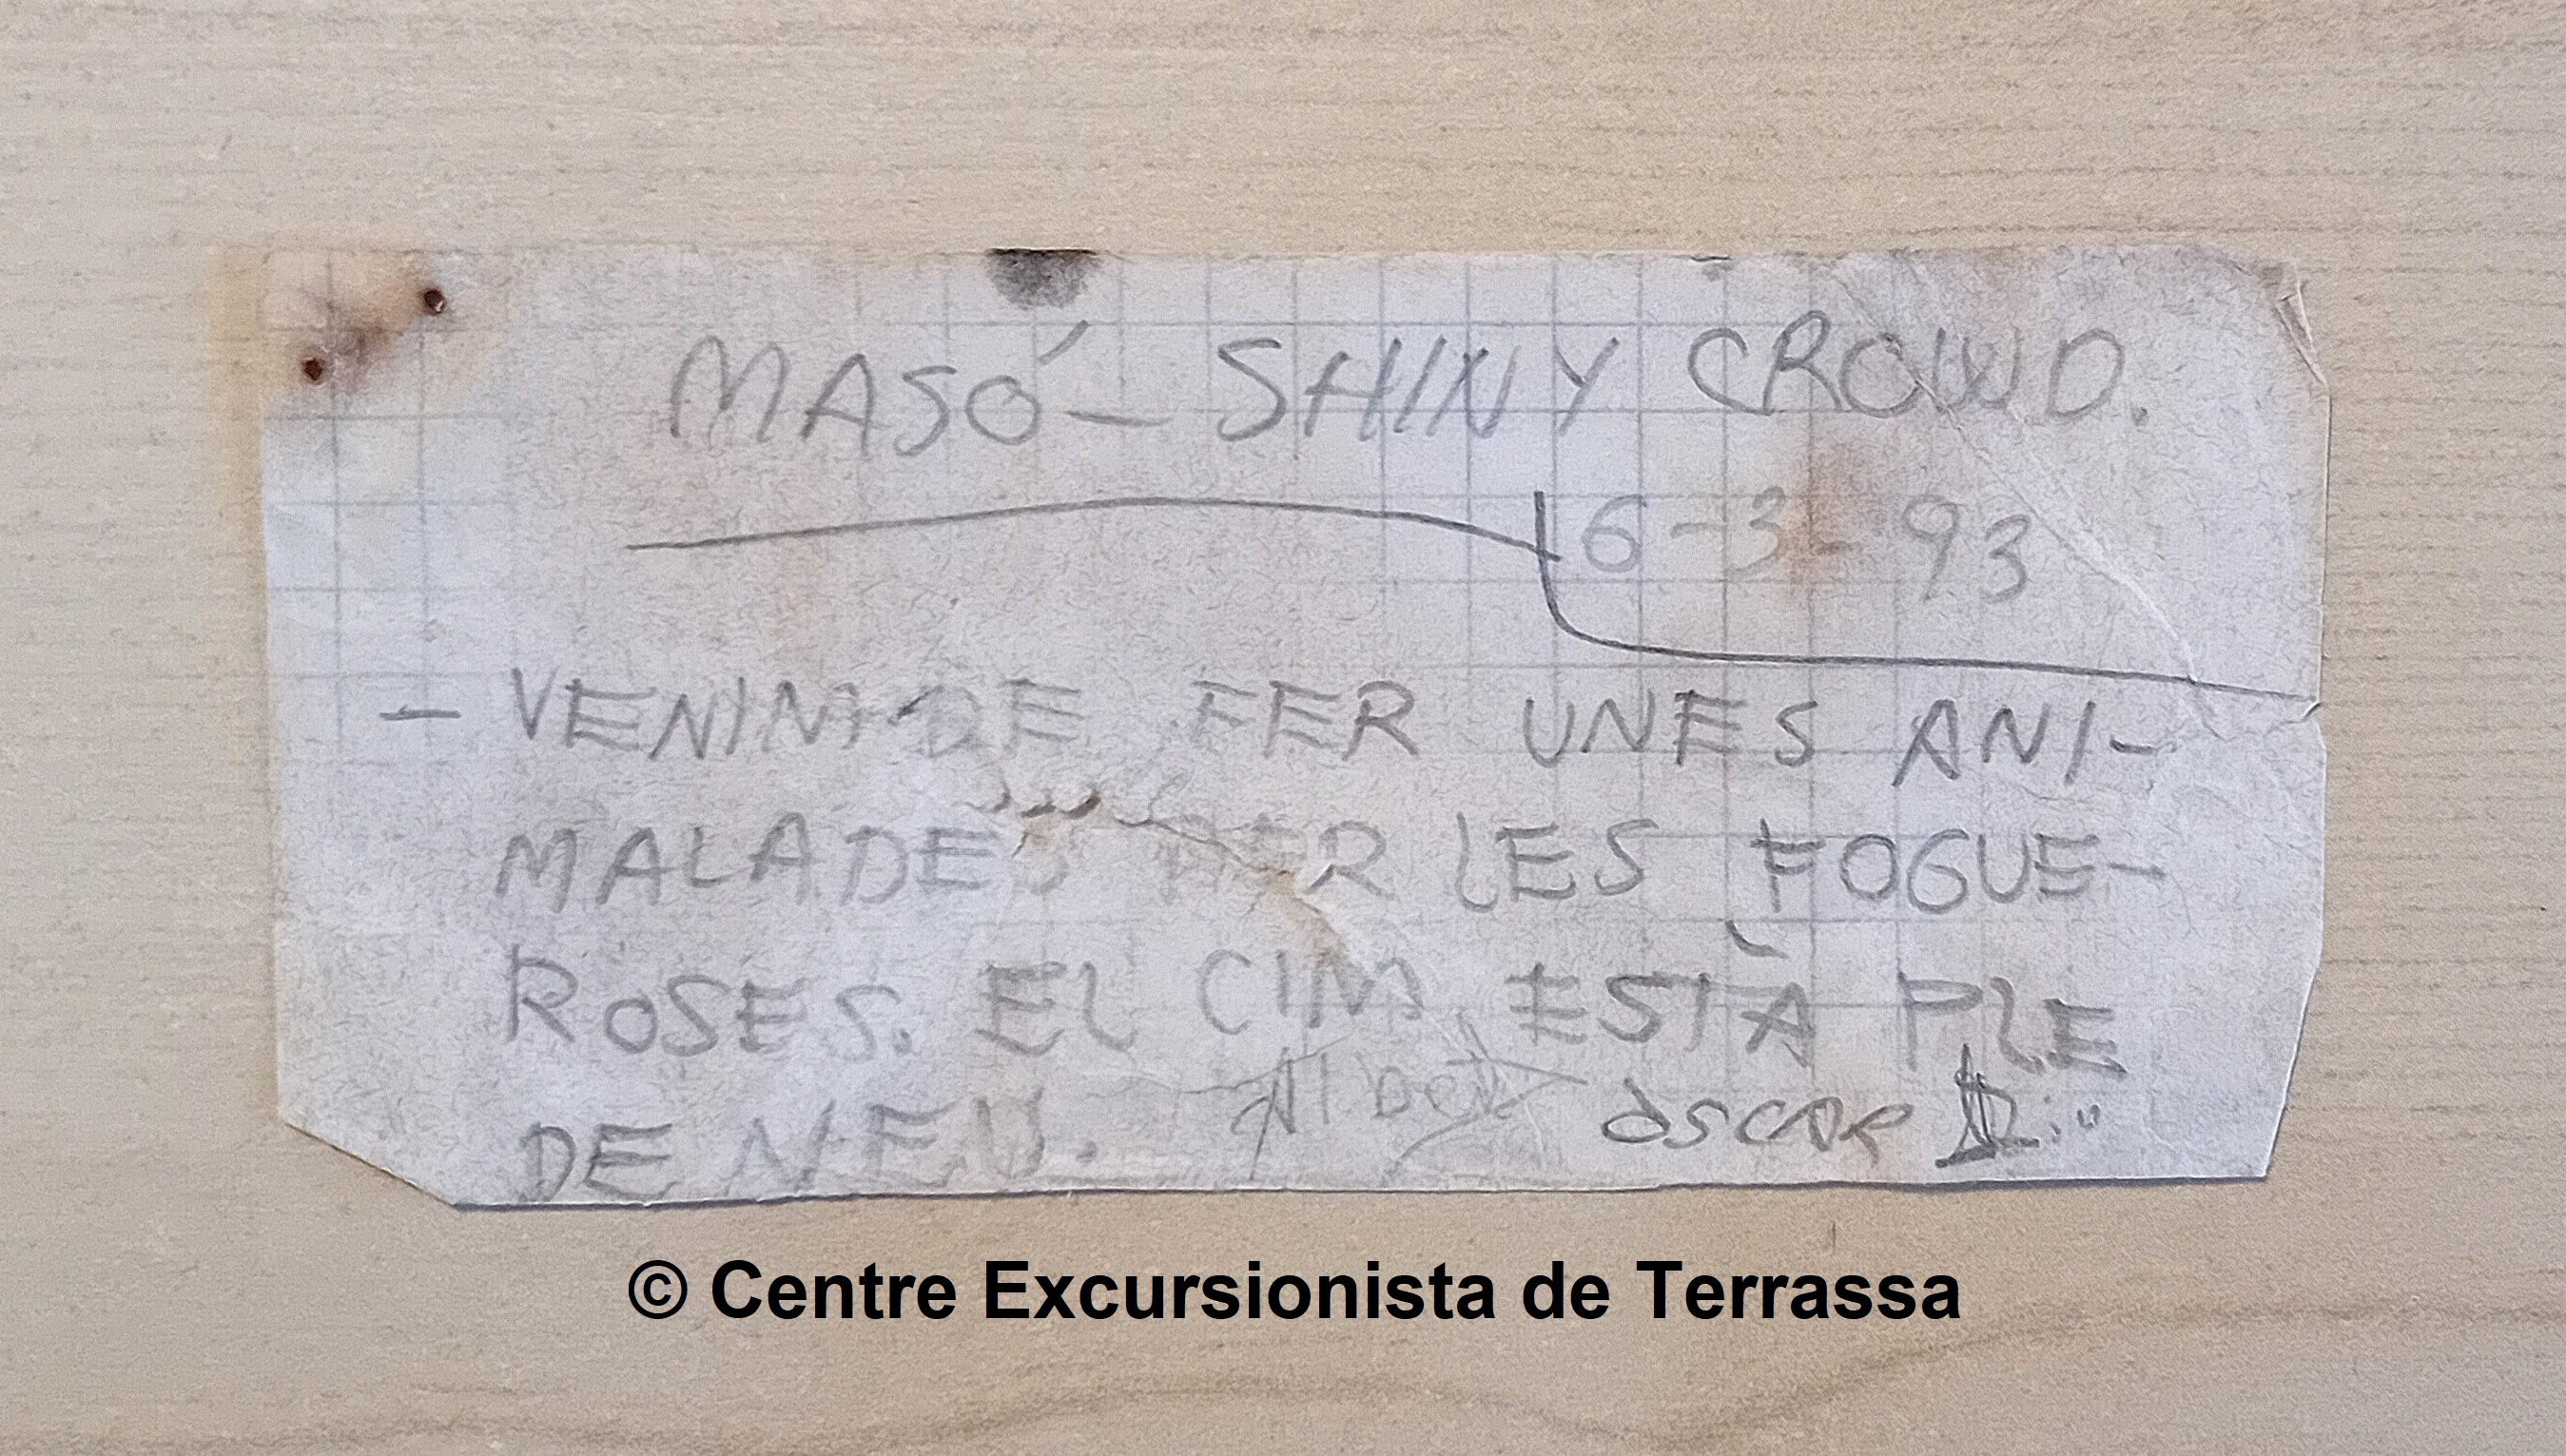 MASÓ - SHINY CROWD.
6-3-93
- VENIM DE FER UNES ANI-
MALADES PER LES FOGUE-
ROSES. EL CIM ESTÀ PLE
DE NEU. Albert òscar
© Centre Excursionista de Terrassa